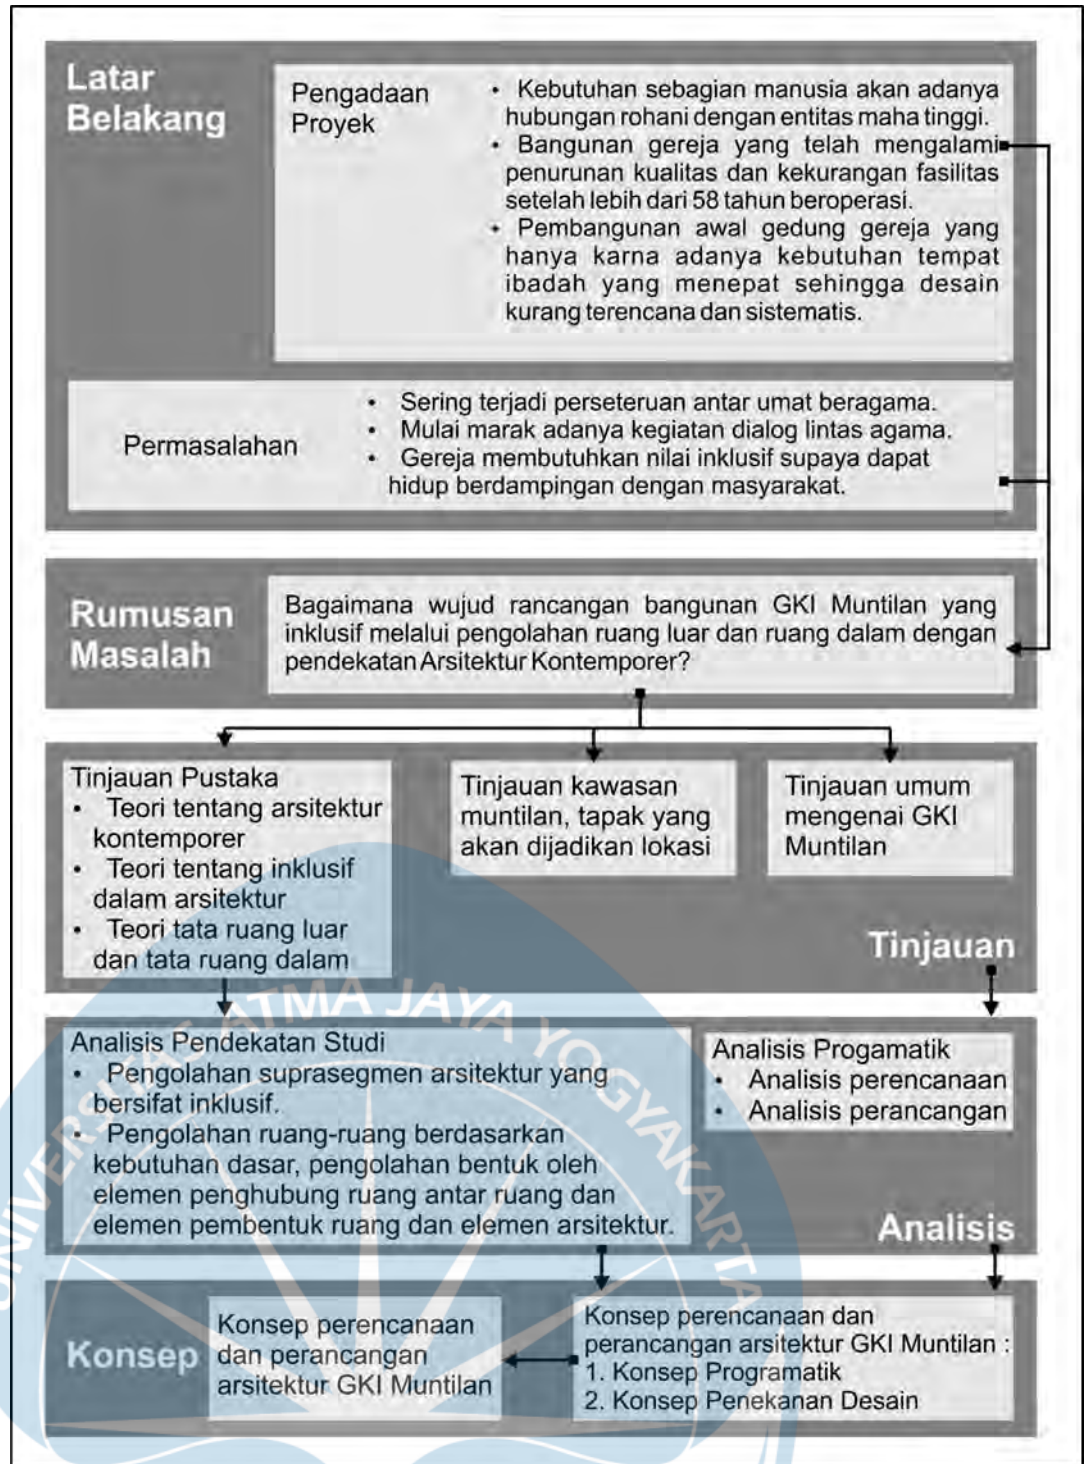 Latar
Belakang
Pengadaan
Proyek
• Kebutuhan sebagian manusia akan adanya
hubungan rohani dengan entitas maha tinggi.
• Bangunan gereja yang telah mengalami
penurunan kualitas dan kekurangan fasilitas
setelah lebih dari 58 tahun beroperasi.
• Pembangunan awal gedung gereja yang
hanya karna adanya kebutuhan tempat
ibadah yang menepat sehingga desain
kurang terencana dan sistematis.
Permasalahan
• Sering terjadi perseteruan antar umat beragama.
• Mulai marak adanya kegiatan dialog lintas agama.
• Gereja membutuhkan nilai inklusif supaya dapat
hidup berdampingan dengan masyarakat.
Rumusan
Masalah
Bagaimana wujud rancangan bangunan GKI Muntilan yang
inklusif melalui pengolahan ruang luar dan ruang dalam dengan
pendekatan Arsitektur Kontemporer?
Tinjauan Pustaka
• Teori tentang arsitektur
kontemporer
• Teori tentang inklusif
dalam arsitektur
• Teori tata ruang luar
dan tata ruang dalam
Tinjauan kawasan
muntilan, tapak yang
akan dijadikan lokasi
Tinjauan umum
mengenai GKI
Muntilan
Tinjauan
Analisis Pendekatan Studi
• Pengolahan suprasegmen arsitektur yang
bersifat inklusif.
• Pengolahan ruang-ruang berdasarkan
kebutuhan dasar, pengolahan bentuk oleh
elemen penghubung ruang antar ruang dan
elemen pembentuk ruang dan elemen arsitektur.
Analisis Progamatik
• Analisis perencanaan
• Analisis perancangan
Analisis
Konsep
Konsep perencanaan
dan perancangan
arsitektur GKI Muntilan
Konsep perencanaan dan
perancangan arsitektur GKI Muntilan :
1. Konsep Programatik
2. Konsep Penekanan Desain
UNIVERSITAS ATMA JAYA YOGYAKARTA